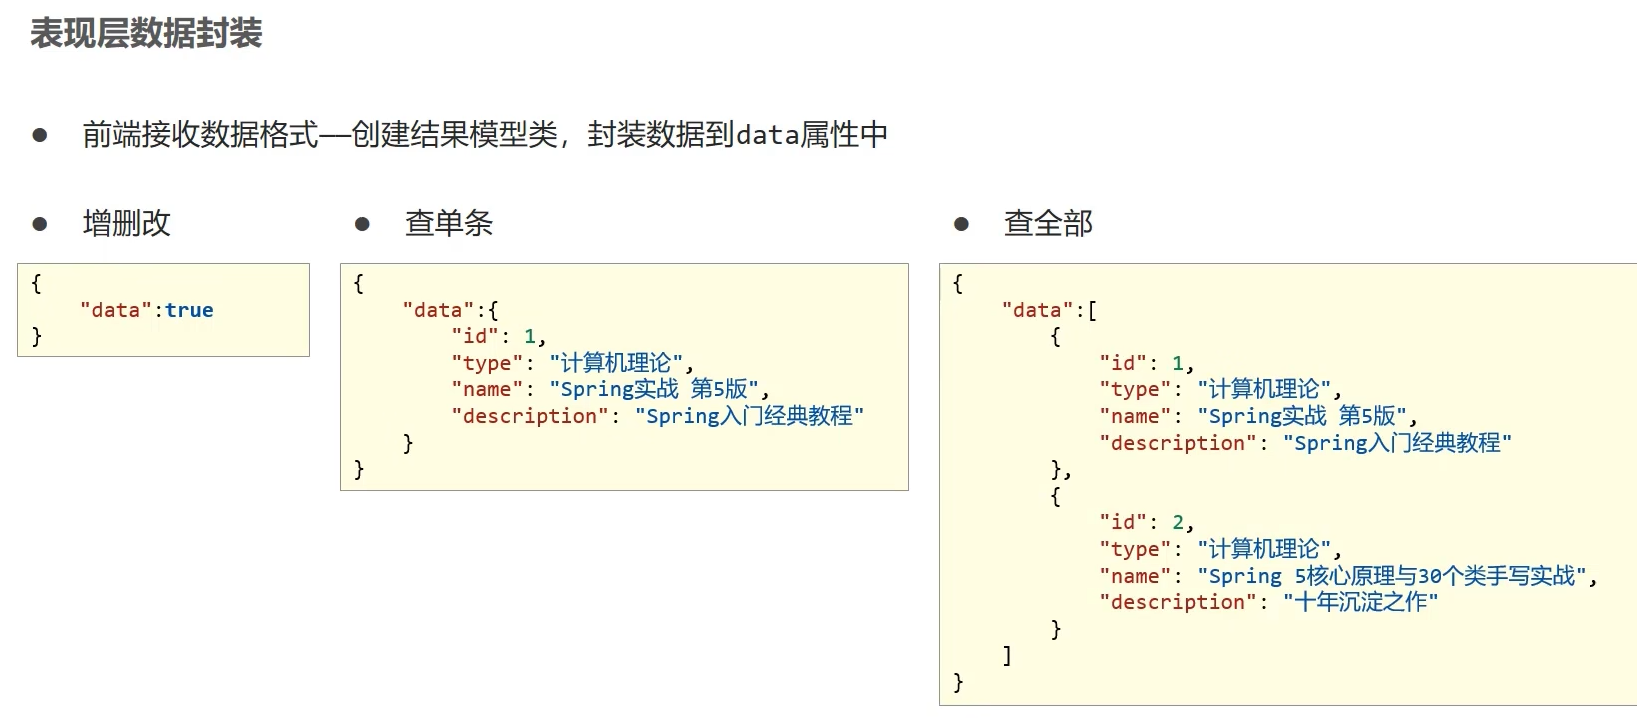 表现层数据封装
● 前端接收数据格式——创建结果模型类，封装数据到data属性中
● 增删改
{
    "data":true
}
● 查单条
{
    "data":{
        "id": 1,
        "type": "计算机理论",
        "name": "Spring实战 第5版",
        "description": "Spring入门经典教程"
    }
}
● 查全部
{
    "data":[
        {
            "id": 1,
            "type": "计算机理论",
            "name": "Spring实战 第5版",
            "description": "Spring入门经典教程"
        },
        {
            "id": 2,
            "type": "计算机理论",
            "name": "Spring 5核心原理与30个类手写实战",
            "description": "十年沉淀之作"
        }
    ]
}